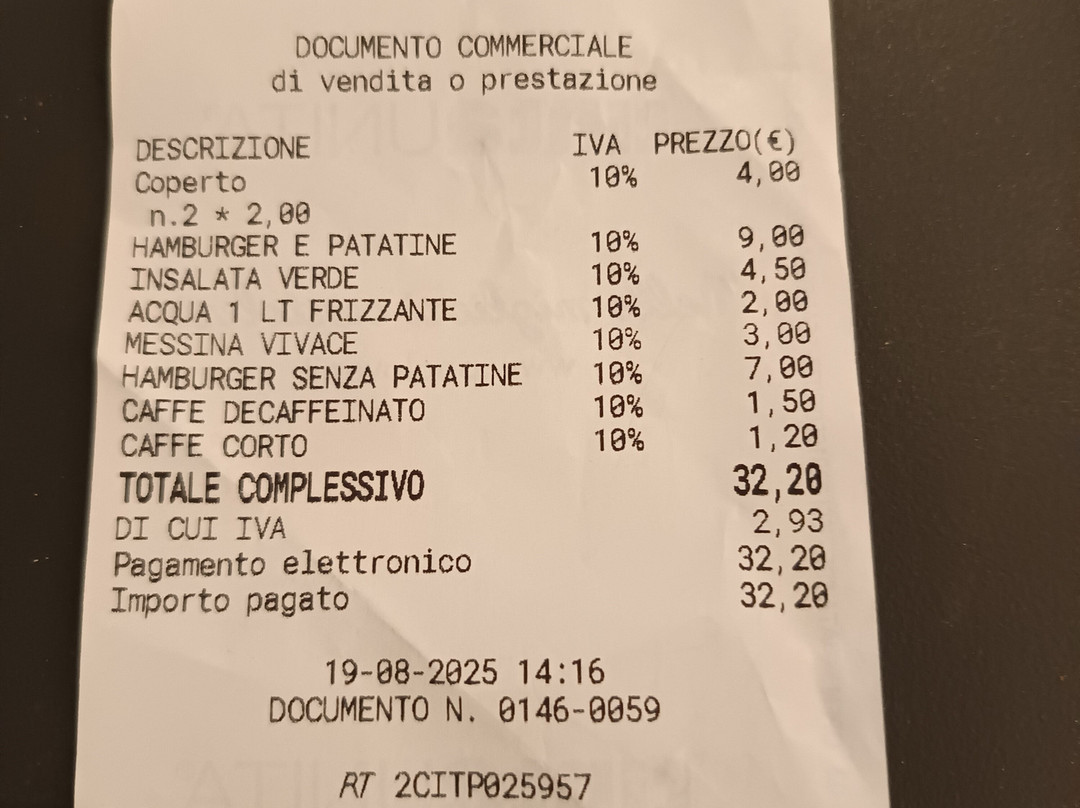 DOCUMENTO COMMERCIALE
di vendita o prestazione
DESCRIZIONE IVA PREZZO(€)
Coperto 10% 4,00
n.2 * 2,00
HAMBURGER E PATATINE 10% 9,00
INSALATA VERDE 10% 4,50
ACQUA 1 LT FRIZZANTE 10% 2,00
MESSINA VIVACE 10% 3,00
HAMBURGER SENZA PATATINE 10% 7,00
CAFFE DECAFFEINATO 10% 1,50
CAFFE CORTO 10% 1,20
TOTALE COMPLESSIVO 32,20
DI CUI IVA 2,93
Pagamento elettronico 32,20
Importo pagato 32,20
19-08-2025 14:16
DOCUMENTO N. 0146-0059
RT 2CITP025957